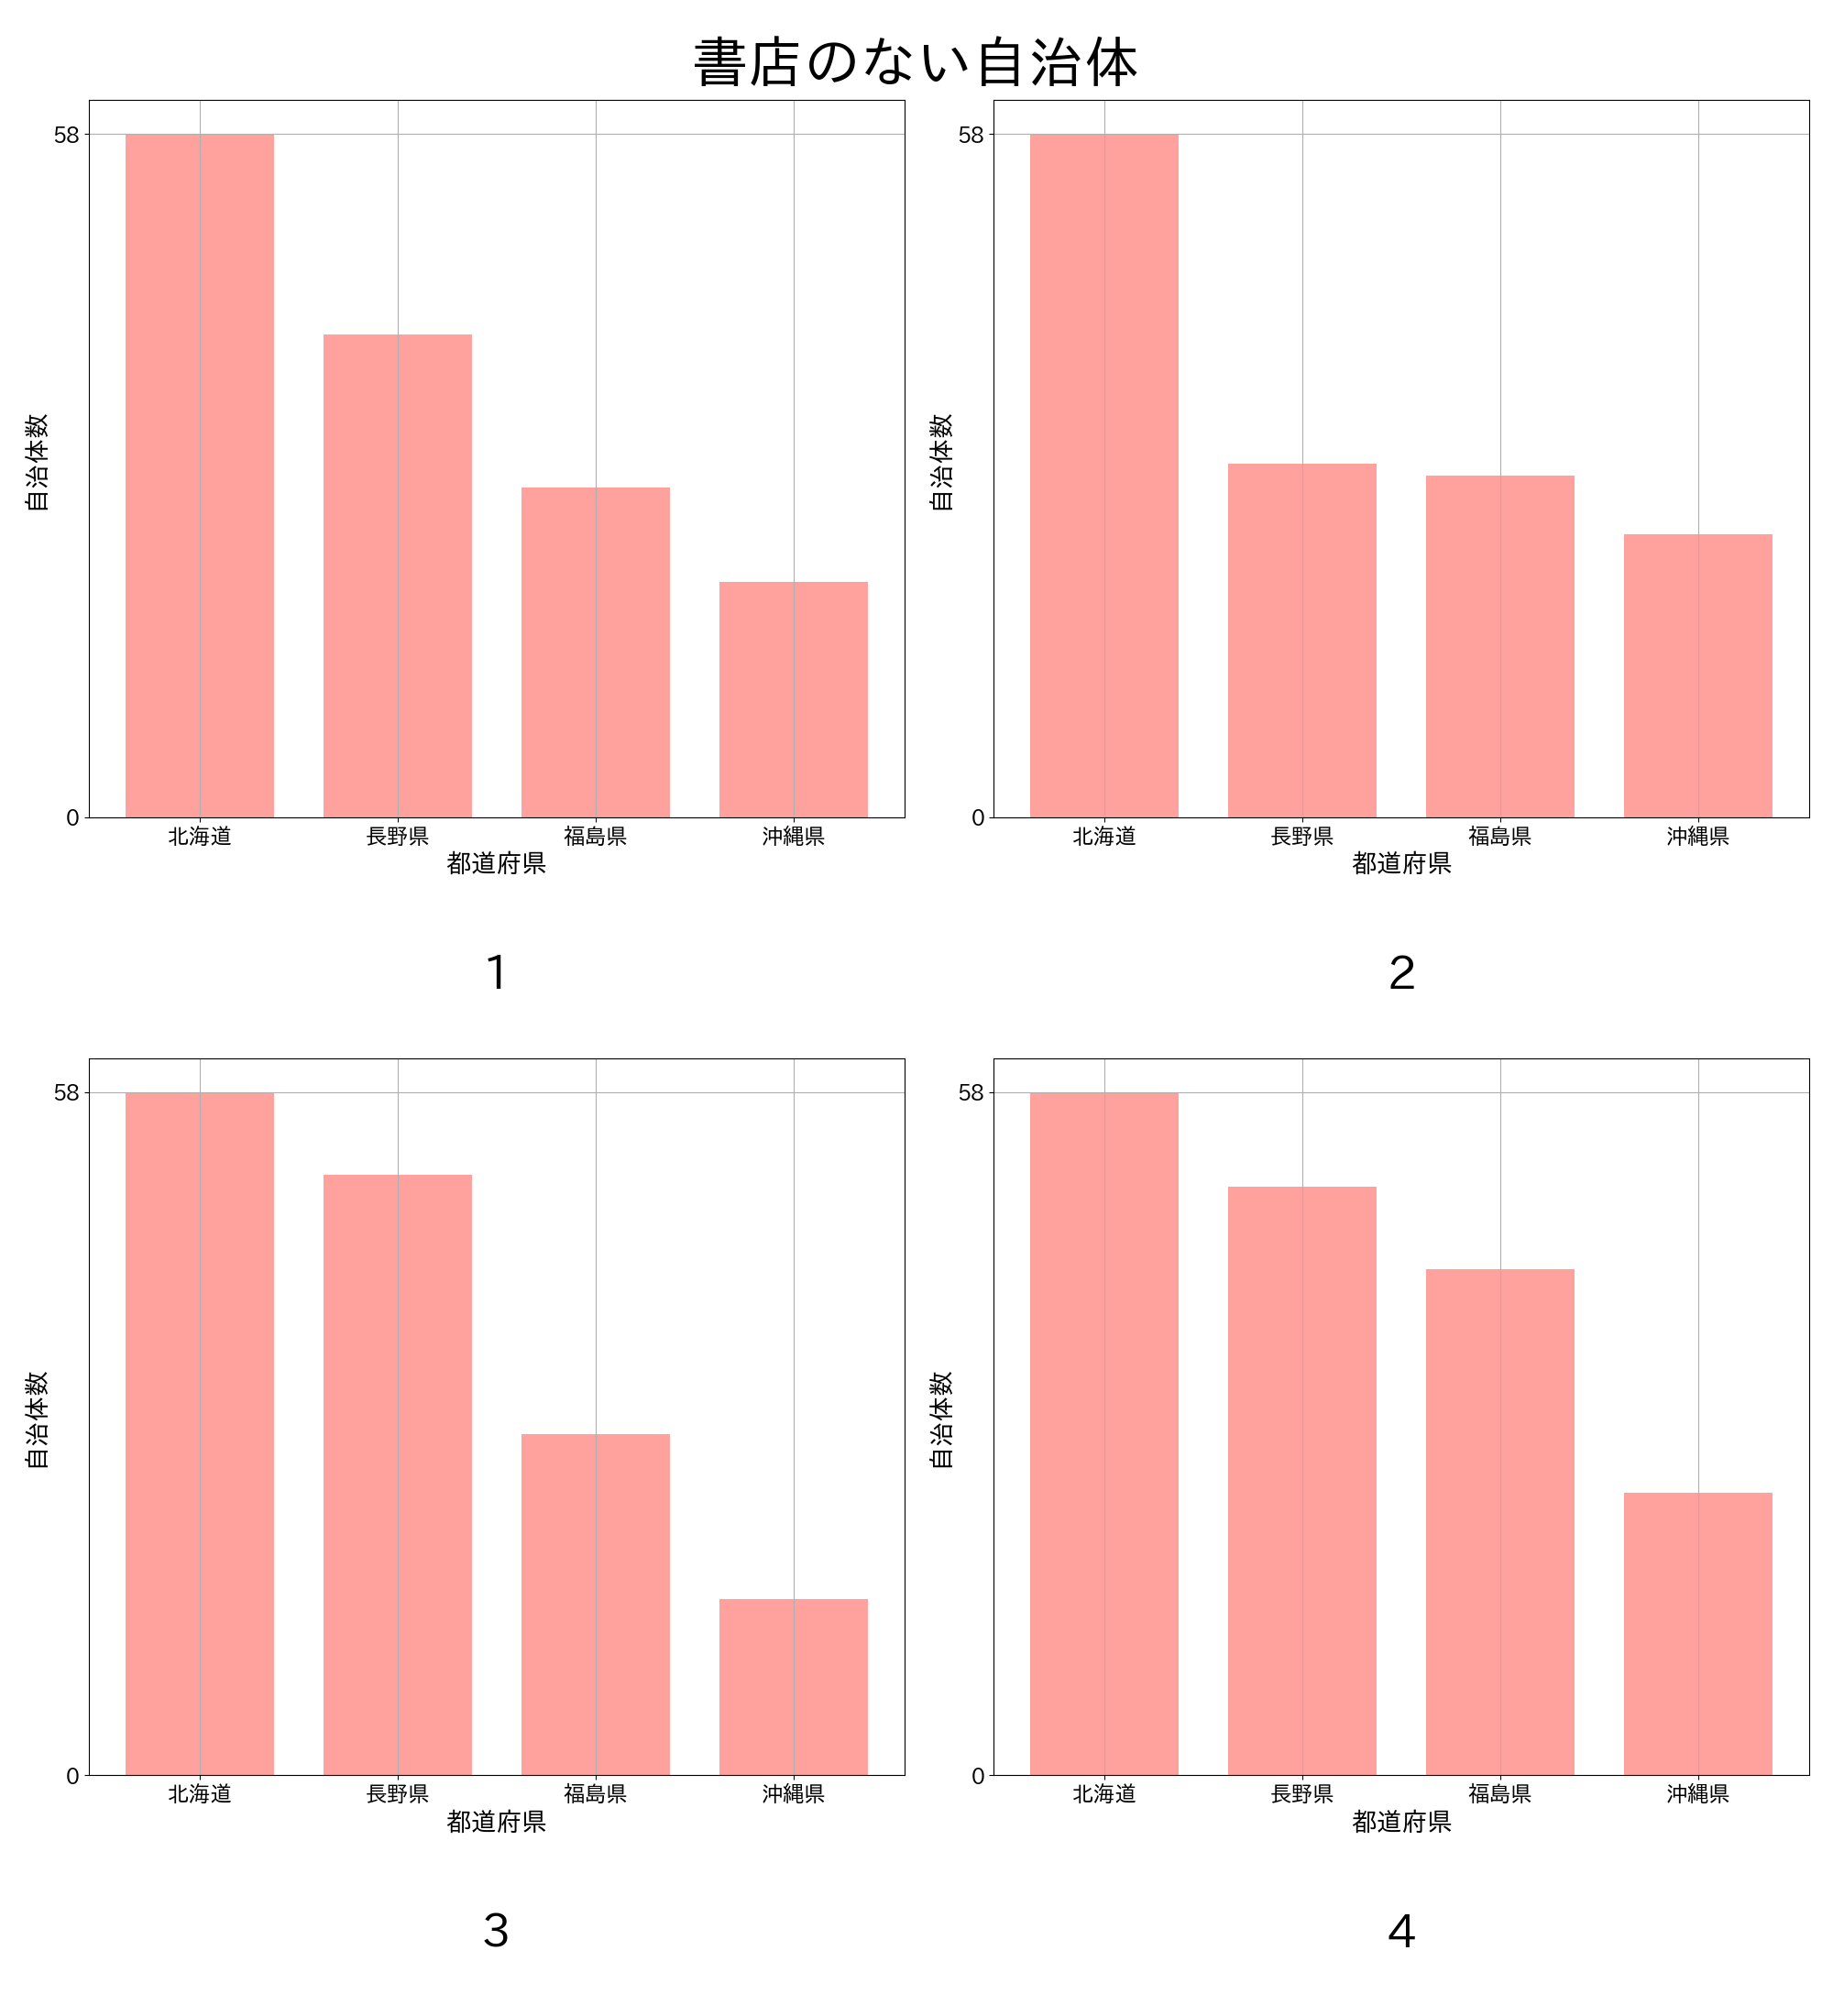 書店のない自治体
58
0
自治体数
北海道 長野県 福島県 沖縄県
都道府県
1
58
0
自治体数
北海道 長野県 福島県 沖縄県
都道府県
2
58
0
自治体数
北海道 長野県 福島県 沖縄県
都道府県
3
58
0
自治体数
北海道 長野県 福島県 沖縄県
都道府県
4